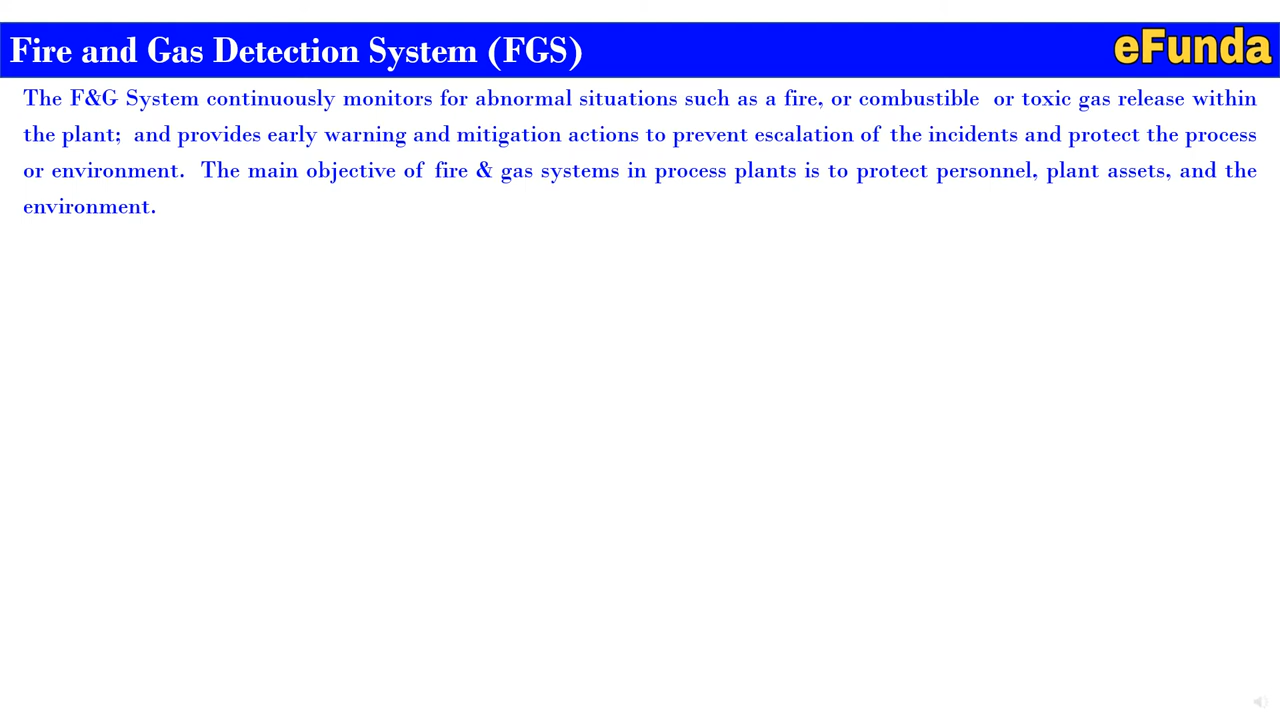 Fire and Gas Detection System (FGS)
eFunda
The F&G System continuously monitors for abnormal situations such as a fire, or combustible or toxic gas release within
the plant; and provides early warning and mitigation actions to prevent escalation of the incidents and protect the process
or environment. The main objective of fire & gas systems in process plants is to protect personnel, plant assets, and the
environment.